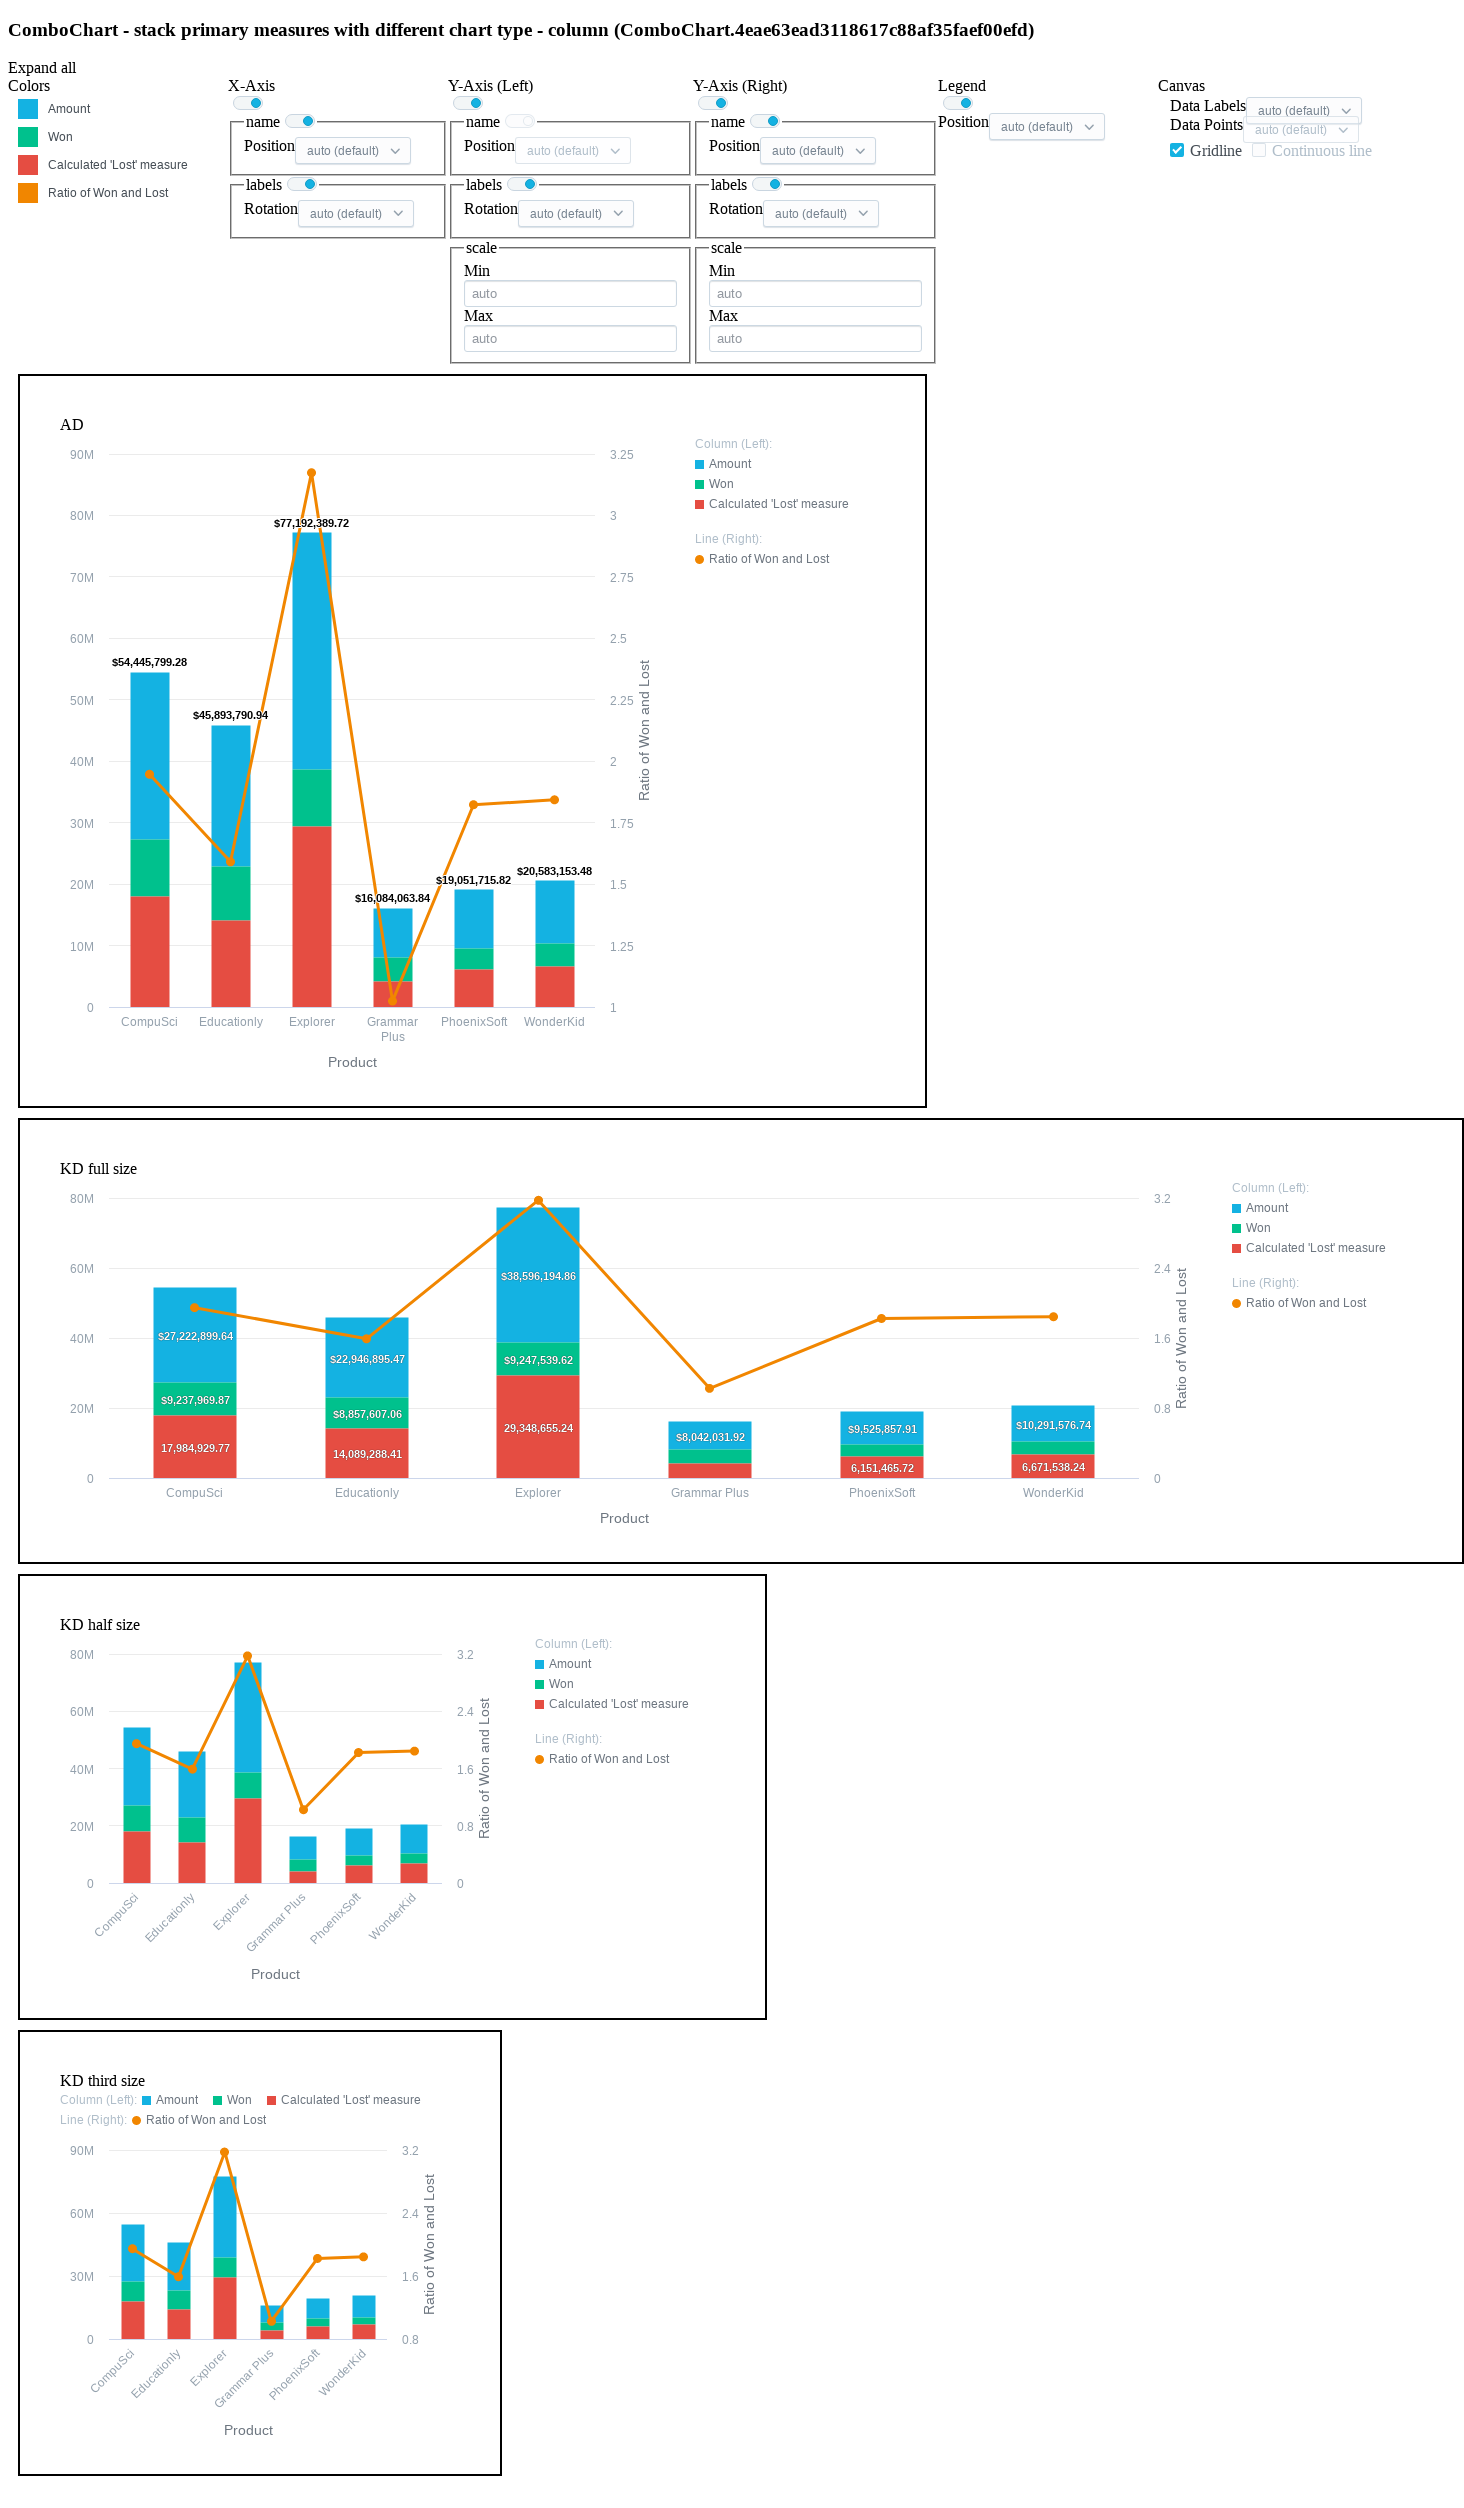 ComboChart - stack primary measures with different chart type - column (ComboChart.4eae63ead3118617c88af35faef00efd)
Expand all
Colors
Amount
Won
Calculated 'Lost' measure
Ratio of Won and Lost
X-Axis
name
Position auto (default)
labels
Rotation auto (default)
Y-Axis (Left)
name
Position auto (default)
labels
Rotation auto (default)
scale
Min
auto
Max
auto
Y-Axis (Right)
name
Position auto (default)
labels
Rotation auto (default)
scale
Min
auto
Max
auto
Legend
Position auto (default)
Canvas
Data Labels auto (default)
Data Points auto (default)
Gridline Continuous line
AD
90M
80M
70M
60M
50M
40M
30M
20M
10M
0
$54,445,799.28
$45,893,790.94
$77,192,389.72
$16,084,063.84
$19,051,715.82
$20,583,153.48
3.25
3
2.75
2.5
2.25
2
1.75
1.5
1.25
1
Ratio of Won and Lost
CompuSci
Educationly
Explorer
Grammar
Plus
PhoenixSoft
WonderKid
Product
Column (Left):
Amount
Won
Calculated 'Lost' measure
Line (Right):
Ratio of Won and Lost
KD full size
80M
60M
40M
20M
0
$27,222,899.64
$9,237,969.87
17,984,929.77
$22,946,895.47
$8,857,607.06
14,089,288.41
$38,596,194.86
$9,247,539.62
29,348,655.24
$8,042,031.92
$9,525,857.91
6,151,465.72
$10,291,576.74
6,671,538.24
3.2
2.4
1.6
0.8
0
Ratio of Won and Lost
CompuSci
Educationly
Explorer
Grammar Plus
PhoenixSoft
WonderKid
Product
Column (Left):
Amount
Won
Calculated 'Lost' measure
Line (Right):
Ratio of Won and Lost
KD half size
80M
60M
40M
20M
0
3.2
2.4
1.6
0.8
0
Ratio of Won and Lost
CompuSci
Educationly
Explorer
Grammar Plus
PhoenixSoft
WonderKid
Product
Column (Left):
Amount
Won
Calculated 'Lost' measure
Line (Right):
Ratio of Won and Lost
KD third size
Column (Left): Amount Won Calculated 'Lost' measure
Line (Right): Ratio of Won and Lost
90M
60M
30M
0
3.2
2.4
1.6
0.8
Ratio of Won and Lost
CompuSci
Educationly
Explorer
Grammar Plus
PhoenixSoft
WonderKid
Product